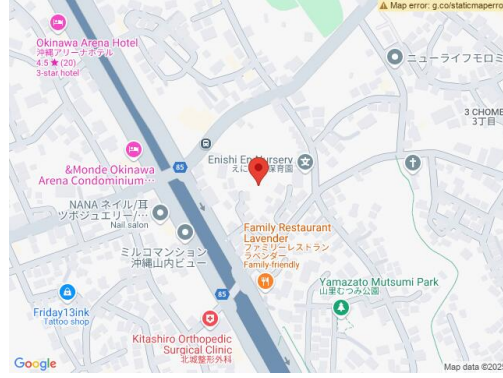 Map error: g.co/staticmaperro
Okinawa Arena Hotel
沖縄アリーナホテル
4.5 ★ (20)
3-star hotel
ニューライフモロミ
3 CHOME
3丁目
85
Enishi En Nursery
えに
保育園
&Monde Okinawa
Arena Condominium…
NANA ネイル/耳
ツボジュエリー/…
Nail salon
Family Restaurant
Lavender
ファミリーレストラン
ラベンダー
Family-friendly
ミルコマンション
沖縄山内ビュー
Yamazato Mutsumi Park
山里むつみ公園
85
Friday13ink
Tattoo shop
Kitashiro Orthopedic
Surgical Clinic
北城整形外科
Google
Map data ©2025